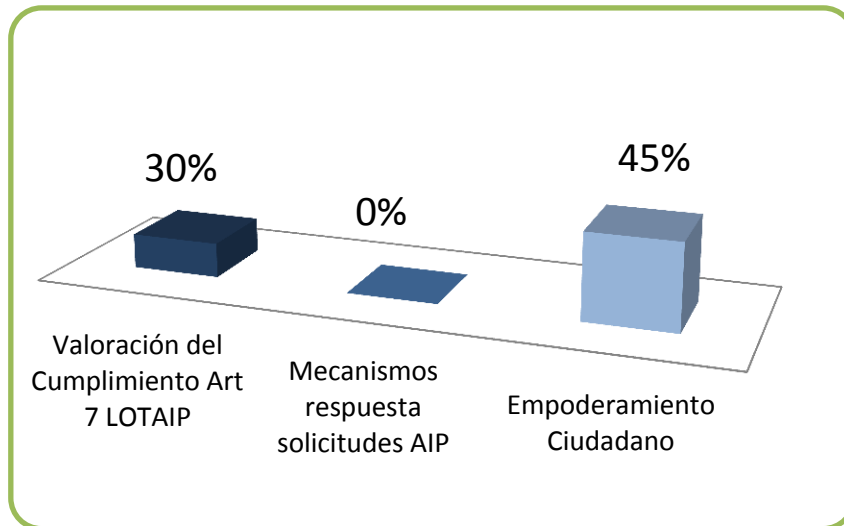 30%
0%
45%
Valoración del
Cumplimiento Art
7 LOTAIP
Mecanismos
respuesta
solicitudes AIP
Empoderamiento
Ciudadano